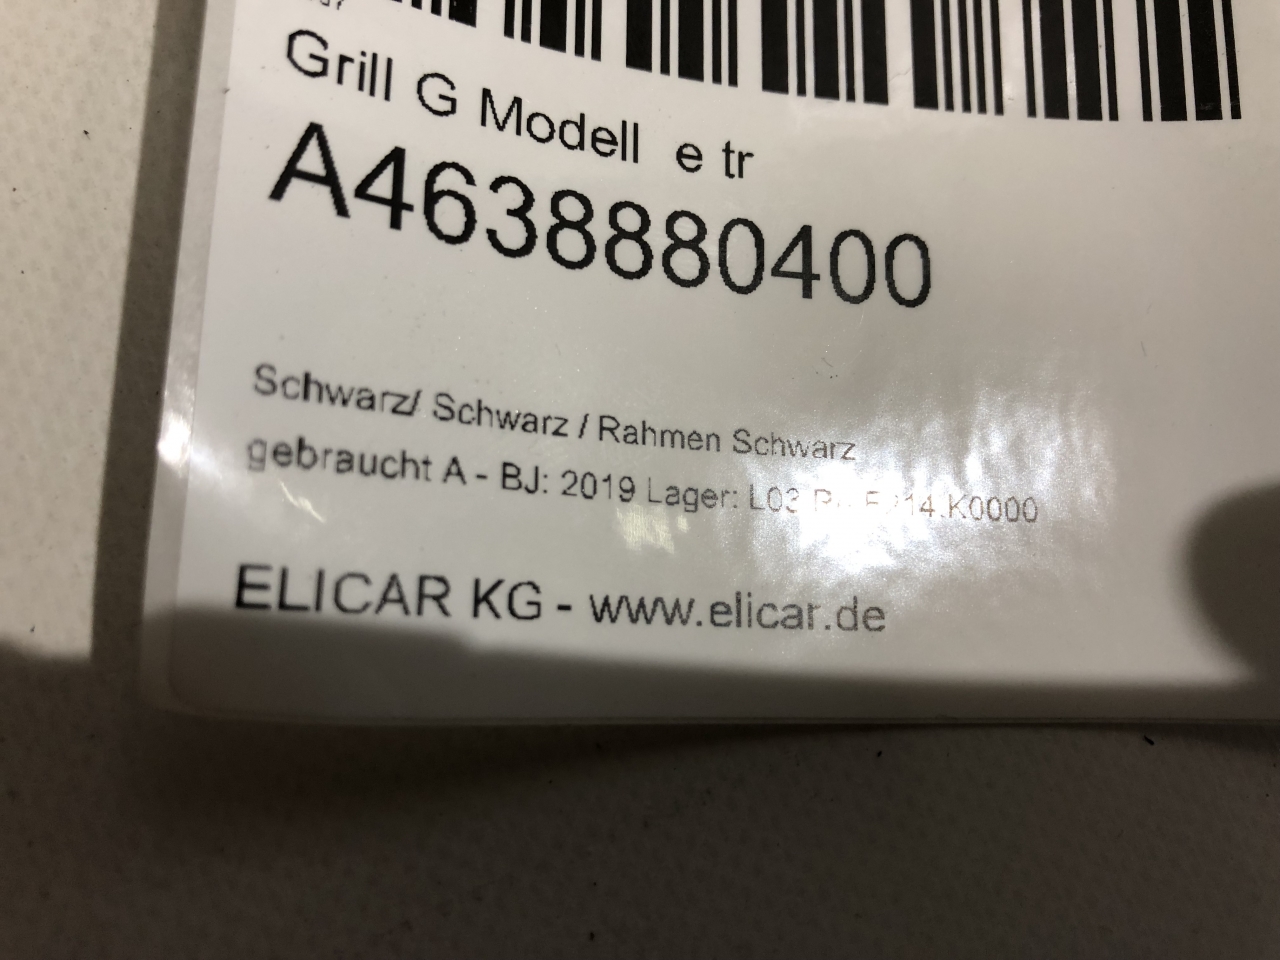 Grill G Modell e tr
A4638880400
Schwarz/ Schwarz / Rahmen Schwarz
gebraucht A - BJ: 2019 Lager: L03
ELICAR KG - www.elicar.de